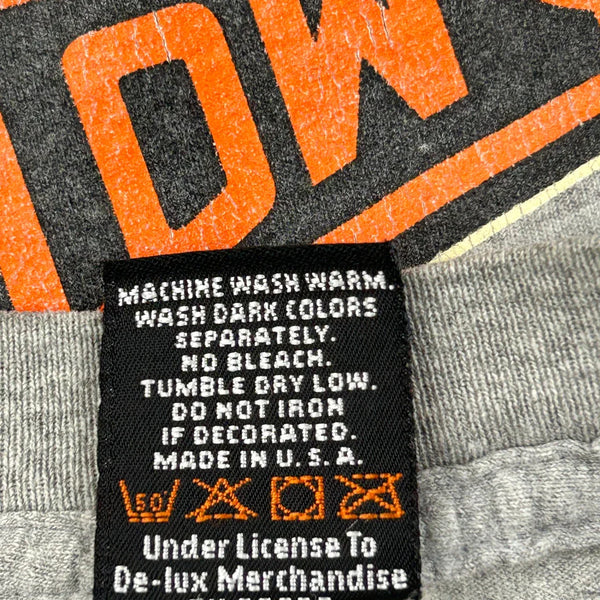 OW
MACHINE WASH WARM.
WASH DARK COLORS
SEPARATELY.
NO BLEACH.
TUMBLE DRY LOW.
DO NOT IRON
IF DECORATED.
MADE IN U.S.A.
50
Under License To
De-lux Merchandise